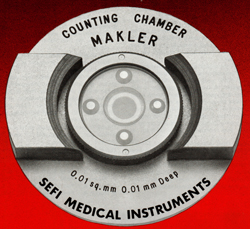 COUNTING CHAMBER
MAKLER
0.01 sq.mm 0.01 mm Deep
SEFI MEDICAL INSTRUMENTS